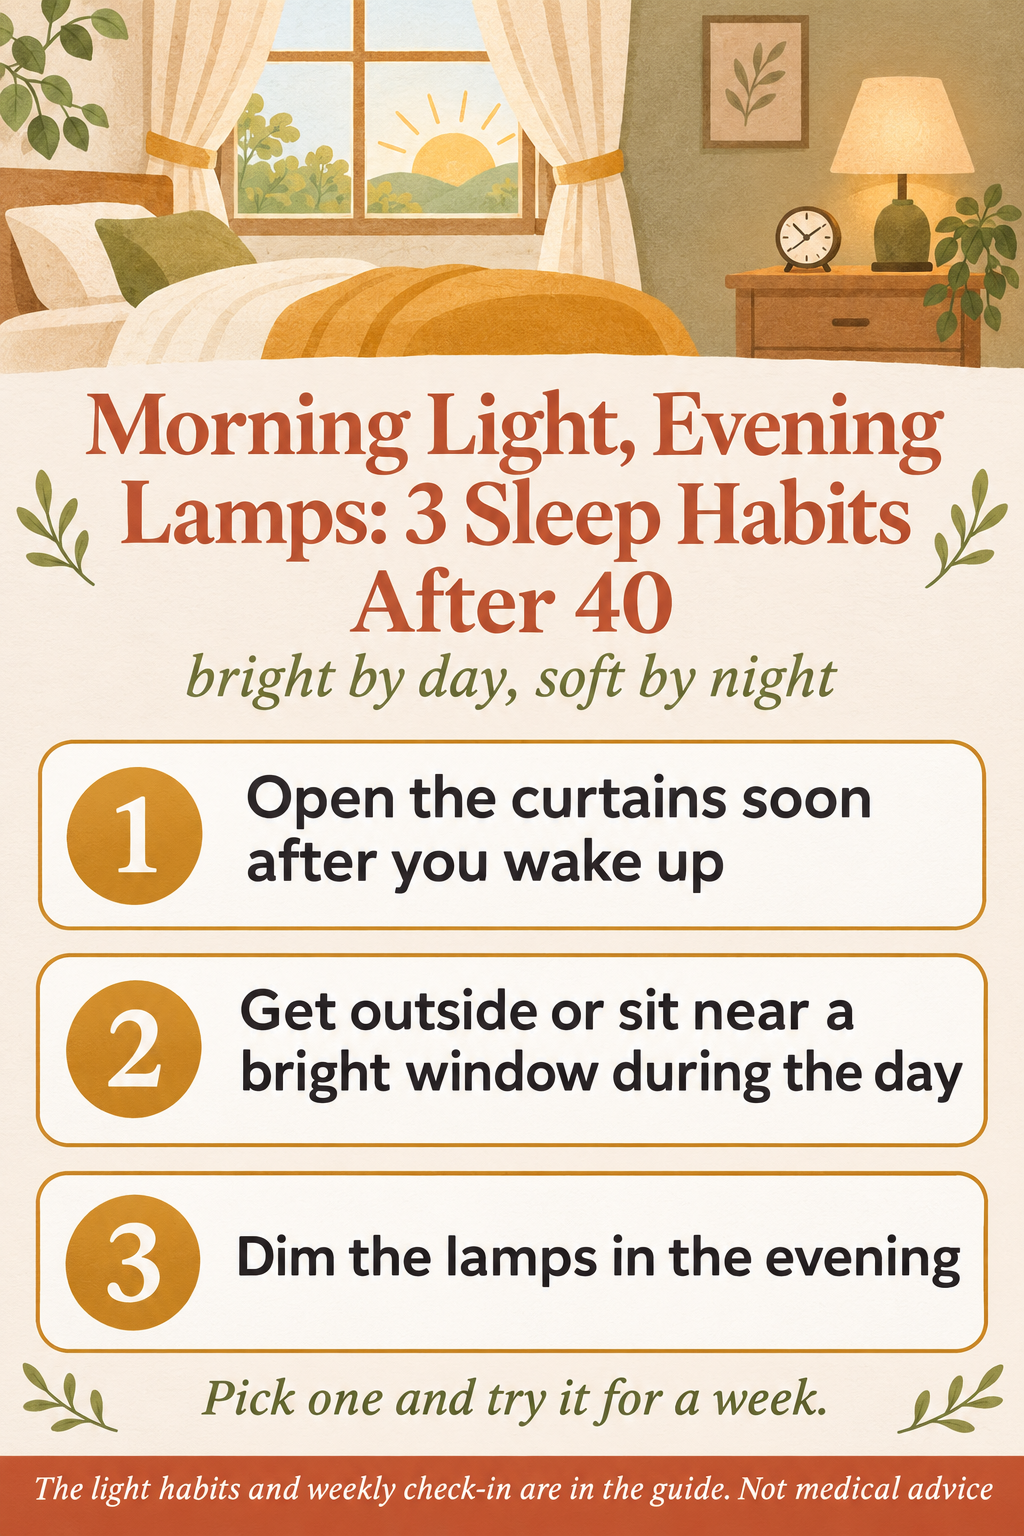 Morning Light, Evening
Lamps: 3 Sleep Habits
After 40
bright by day, soft by night
1
Open the curtains soon
after you wake up
2
Get outside or sit near a
bright window during the day
3
Dim the lamps in the evening
Pick one and try it for a week.
The light habits and weekly check-in are in the guide. Not medical advice